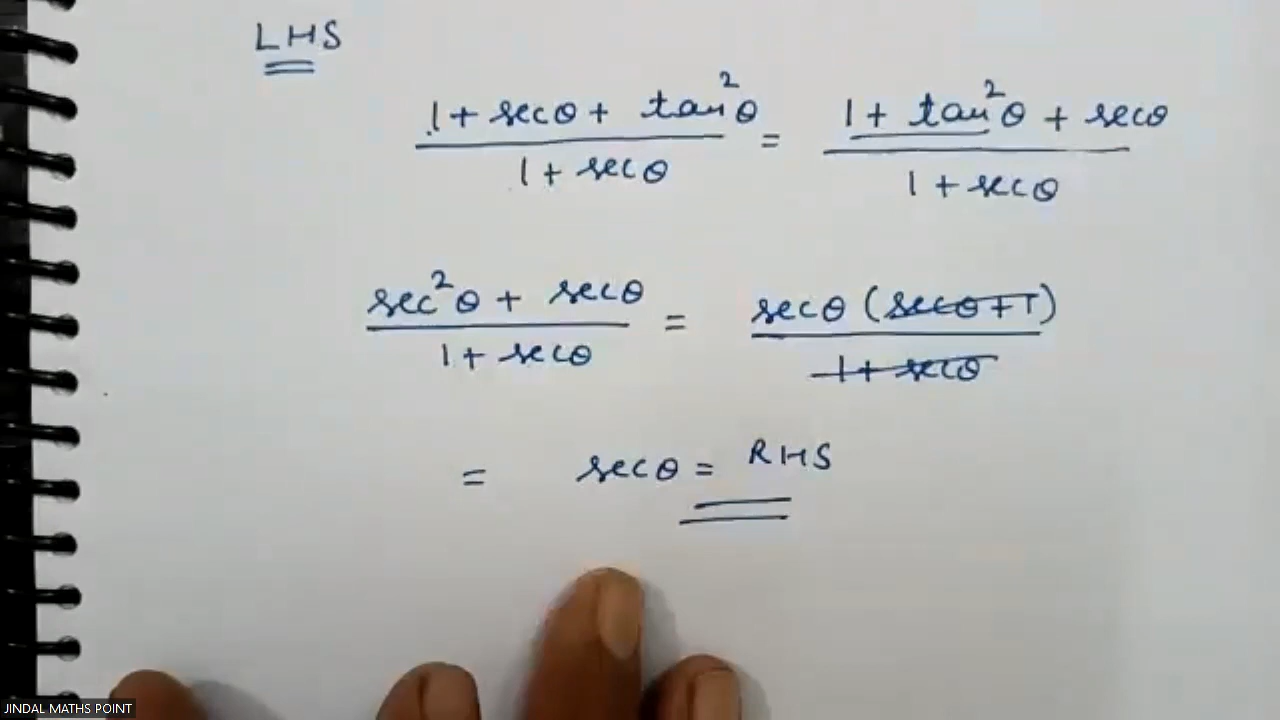 LHS
1 + secθ + tan²θ / 1 + secθ = 1 + tan²θ + secθ / 1 + secθ
sec²θ + secθ / 1 + secθ = secθ (secθ+1) / 1 + secθ
= secθ = RHS
JINDAL MATHS POINT